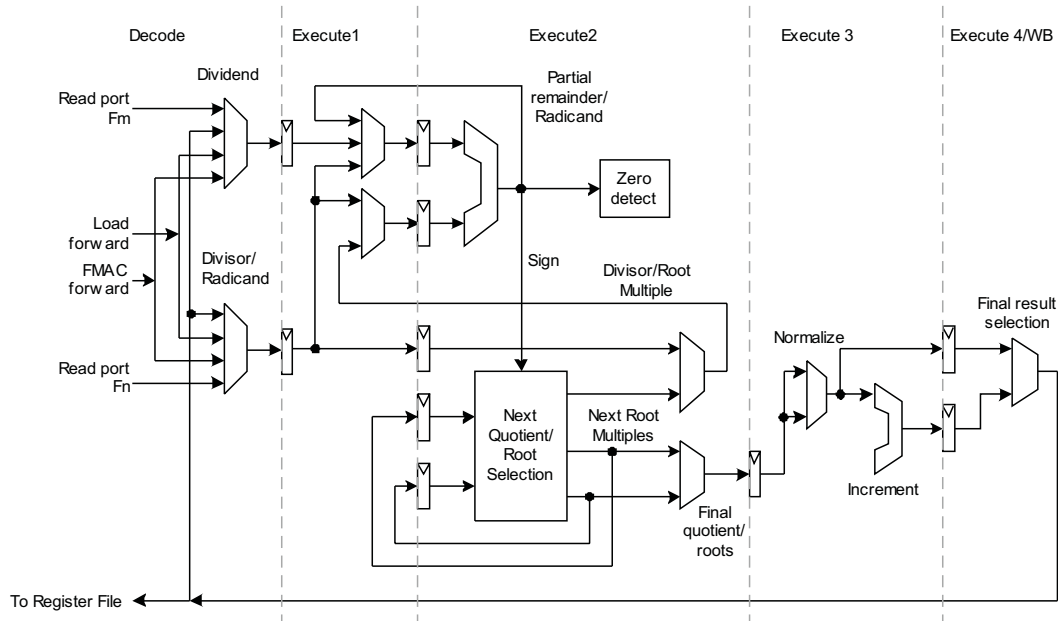 Decode
Execute1
Execute2
Execute 3
Execute 4/WB
Dividend
Read port
Fm
Partial
remainder/
Radicand
Zero
detect
Load
forward
FMAC
forward
Divisor/
Radicand
Sign
Divisor/Root
Multiple
Normalize
Final result
selection
Read port
Fn
Next
Quotient/
Root
Selection
Next Root
Multiples
Final
quotient/
roots
Increment
To Register File